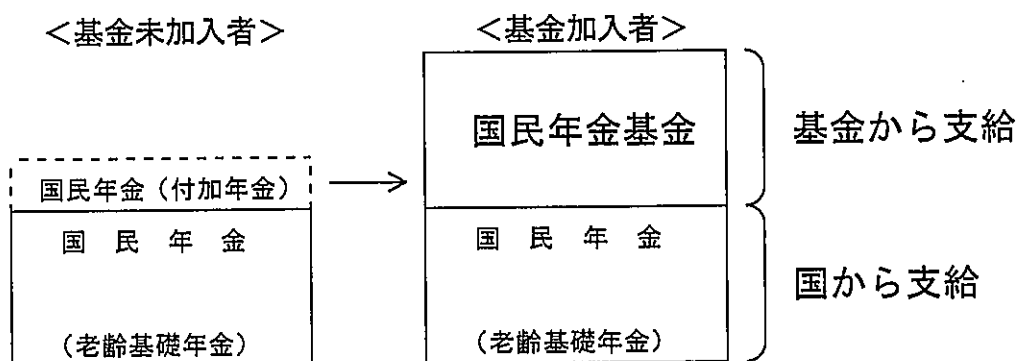 ＜基金未加入者＞
国民年金（付加年金）
国民年金
（老齢基礎年金）
＜基金加入者＞
国民年金基金
国民年金
（老齢基礎年金）
基金から支給
国から支給